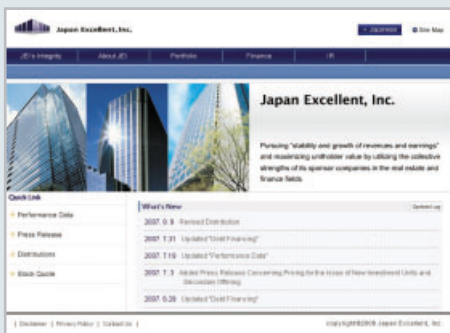 Japan Excellent, Inc.
Japanese
Site Map
JEI's Integrity
About JEI
Portfolio
Finance
IR
Japan Excellent, Inc.
Pursuing "stability and growth of revenues and earnings"
and maximizing unitholder value by utilizing the collective
strengths of its sponsor companies in the real estate and
finance fields.
Quick Link
Performance Data
Press Release
Distributions
Stock Quote
What's New
2007. 8. 9 Revised Distribution
2007. 7.31 Updated "Debt Financing"
2007. 7.19 Updated "Performance Data"
2007. 7. 3 Added Press Release Concerning Pricing for the Issue of New Investment Units and
Secondary Offering
2007. 6.26 Updated "Debt Financing"
| Disclaimer | Privacy Policy | Contact Us |
copyright©2006 Japan Excellent, Inc.